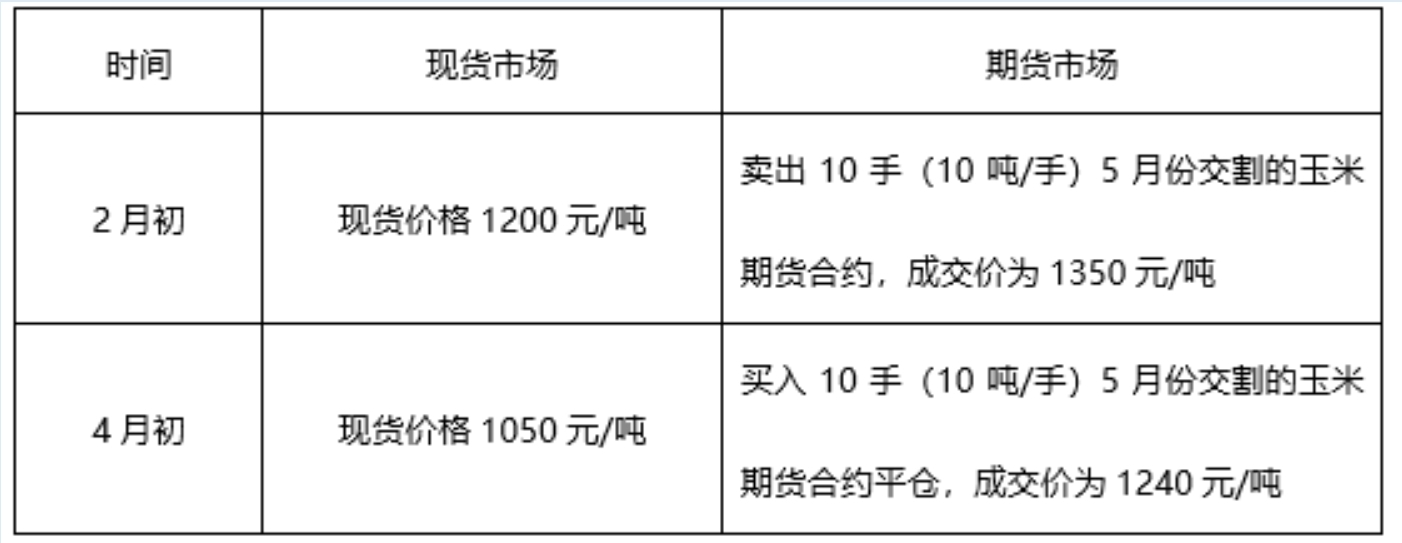 时间 现货市场 期货市场
2 月初 现货价格 1200 元/吨 卖出 10 手（10 吨/手）5 月份交割的玉米
期货合约，成交价为 1350 元/吨
4 月初 现货价格 1050 元/吨 买入 10 手（10 吨/手）5 月份交割的玉米
期货合约平仓，成交价为 1240 元/吨